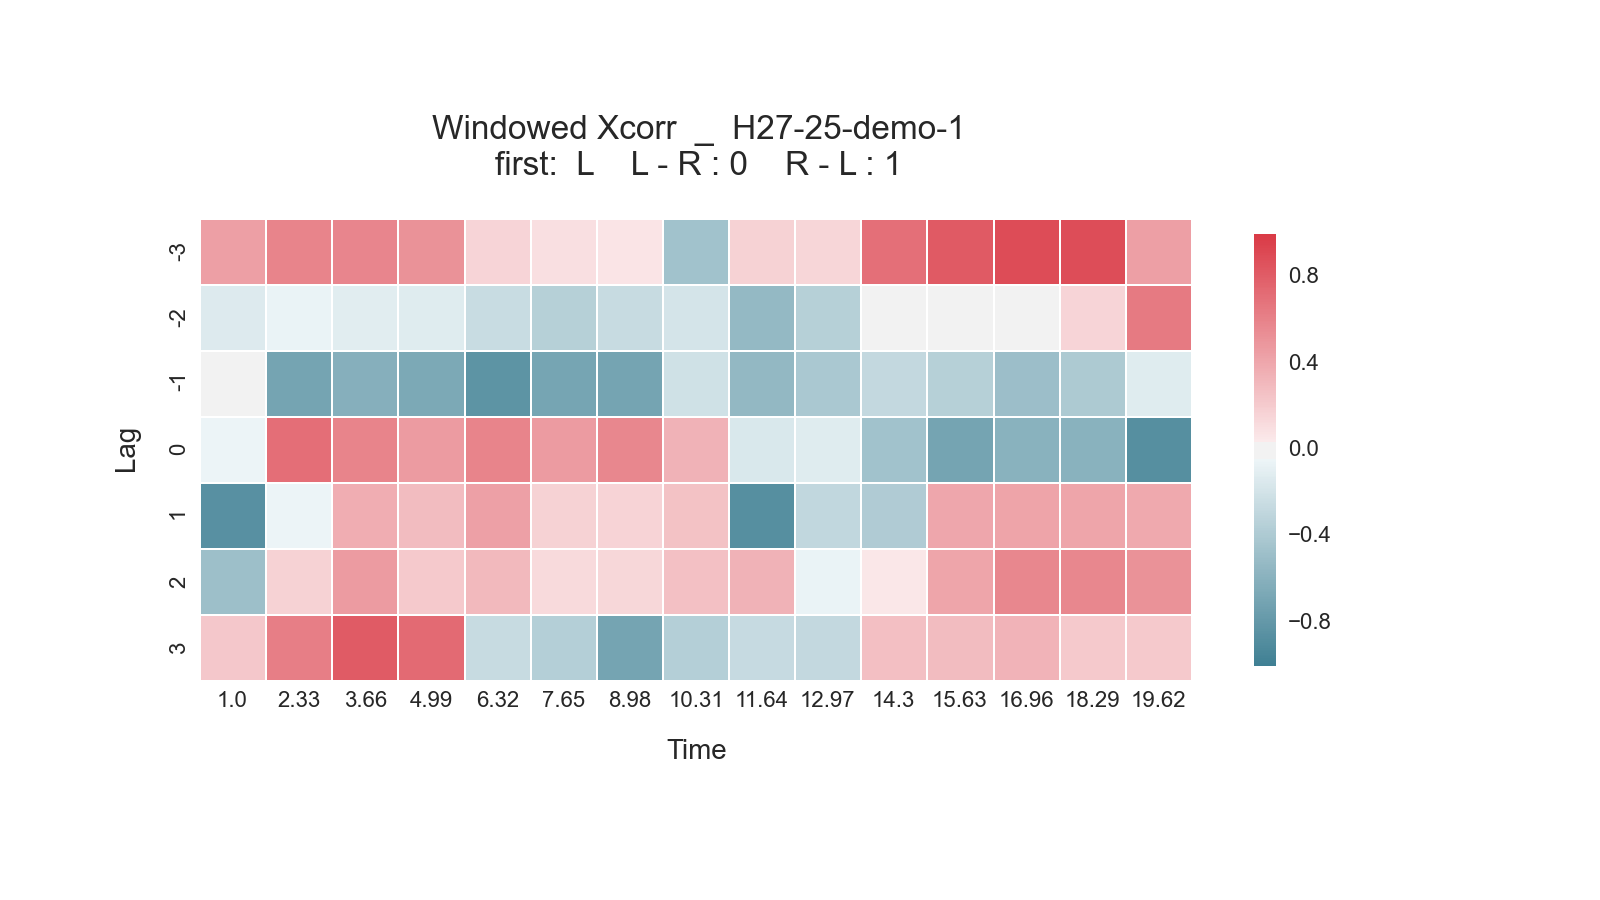 Windowed Xcorr _ H27-25-demo-1
first: L L - R : 0 R - L : 1
Lag
-3
-2
-1
0
1
2
3
1.0 2.33 3.66 4.99 6.32 7.65 8.98 10.31 11.64 12.97 14.3 15.63 16.96 18.29 19.62
Time
0.8
0.4
0.0
−0.4
−0.8